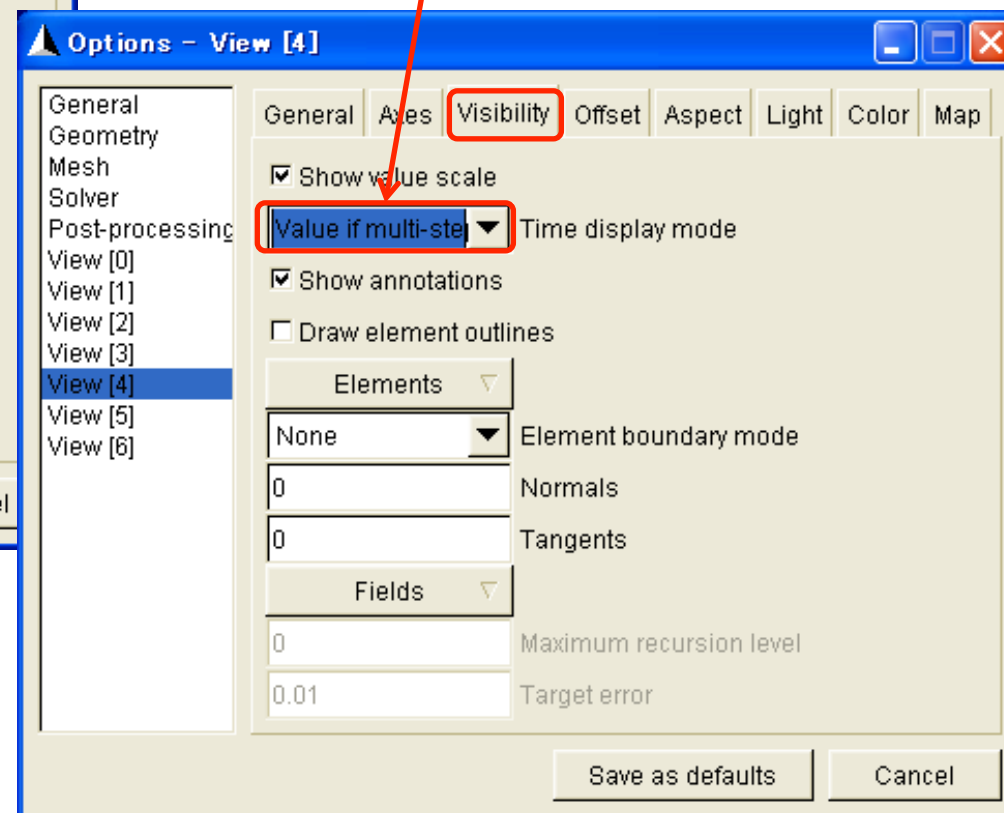 Options - View [4]
General
Geometry
Mesh
Solver
Post-processing
View [0]
View [1]
View [2]
View [3]
View [4]
View [5]
View [6]
General Axes Visibility Offset Aspect Light Color Map
Show value scale
Value if multi-ste Time display mode
Show annotations
Draw element outlines
Elements
None Element boundary mode
0 Normals
0 Tangents
Fields
0 Maximum recursion level
0.01 Target error
Save as defaults Cancel